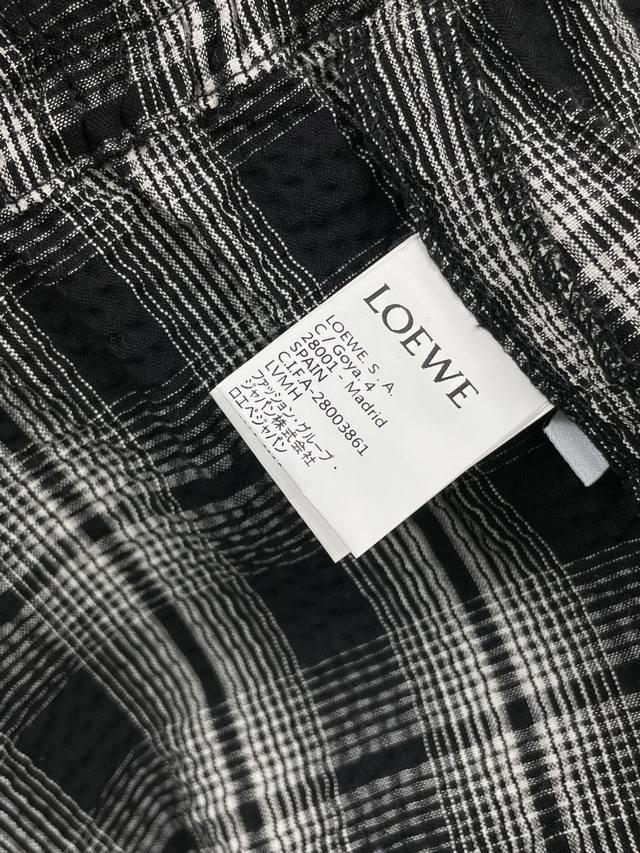 LOEWE
LOEWE S. A.
C/Goya 4
28001 - Madrid
SPAIN
C.I.F.A-28003861
LVMH
ファッション・グループ・
ジャパン株式会社
ロエベジャパン